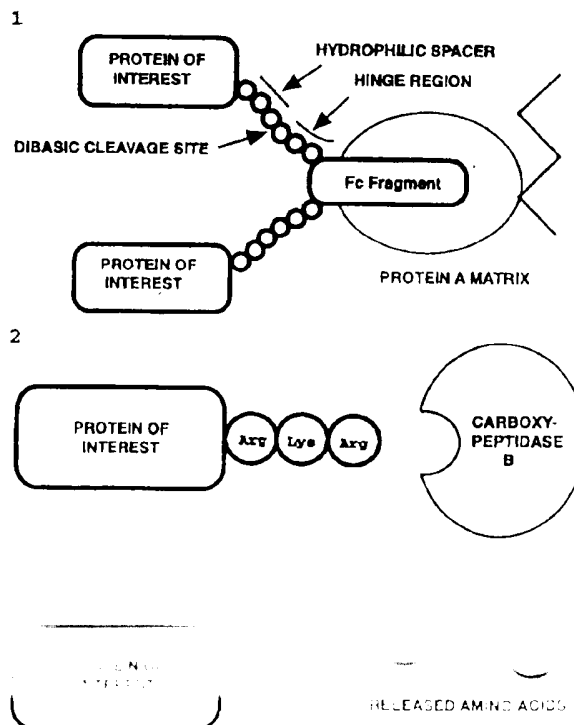 1
PROTEIN OF
INTEREST
HYDROPHILIC SPACER
HINGE REGION
DIBASIC CLEAVAGE SITE
Fc Fragment
PROTEIN OF
INTEREST
PROTEIN A MATRIX
2
PROTEIN OF
INTEREST
Arg Lys Arg
CARBOXY-
PEPTIDASE
B
RELEASED AMINO ACIDS